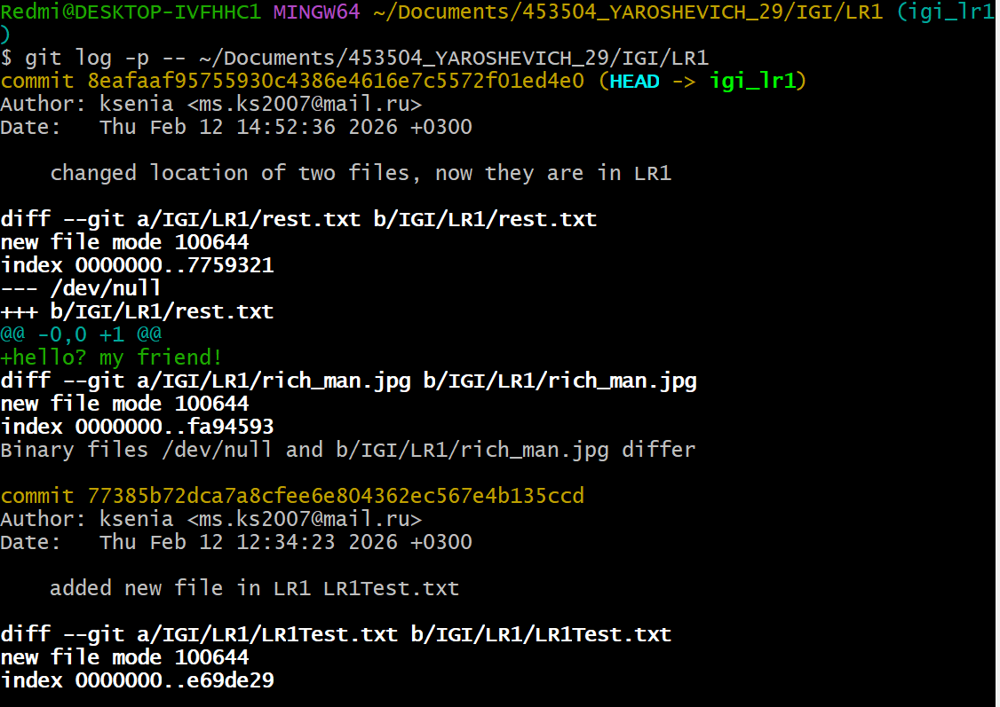 Redmi@DESKTOP-IVFHHC1 MINGW64 ~/Documents/453504_YAROSHEVICH_29/IGI/LR1 (igi_lr1
)
$ git log -p -- ~/Documents/453504_YAROSHEVICH_29/IGI/LR1
commit 8eafaaf95755930c4386e4616e7c5572f01ed4e0 (HEAD -> igi_lr1)
Author: ksenia <ms.ks2007@mail.ru>
Date:   Thu Feb 12 14:52:36 2026 +0300
    changed location of two files, now they are in LR1
diff --git a/IGI/LR1/rest.txt b/IGI/LR1/rest.txt
new file mode 100644
index 0000000..7759321
--- /dev/null
+++ b/IGI/LR1/rest.txt
@@ -0,0 +1 @@
+hello? my friend!
diff --git a/IGI/LR1/rich_man.jpg b/IGI/LR1/rich_man.jpg
new file mode 100644
index 0000000..fa94593
Binary files /dev/null and b/IGI/LR1/rich_man.jpg differ
commit 77385b72dca7a8cfee6e804362ec567e4b135ccd
Author: ksenia <ms.ks2007@mail.ru>
Date:   Thu Feb 12 12:34:23 2026 +0300
    added new file in LR1 LR1Test.txt
diff --git a/IGI/LR1/LR1Test.txt b/IGI/LR1/LR1Test.txt
new file mode 100644
index 0000000..e69de29